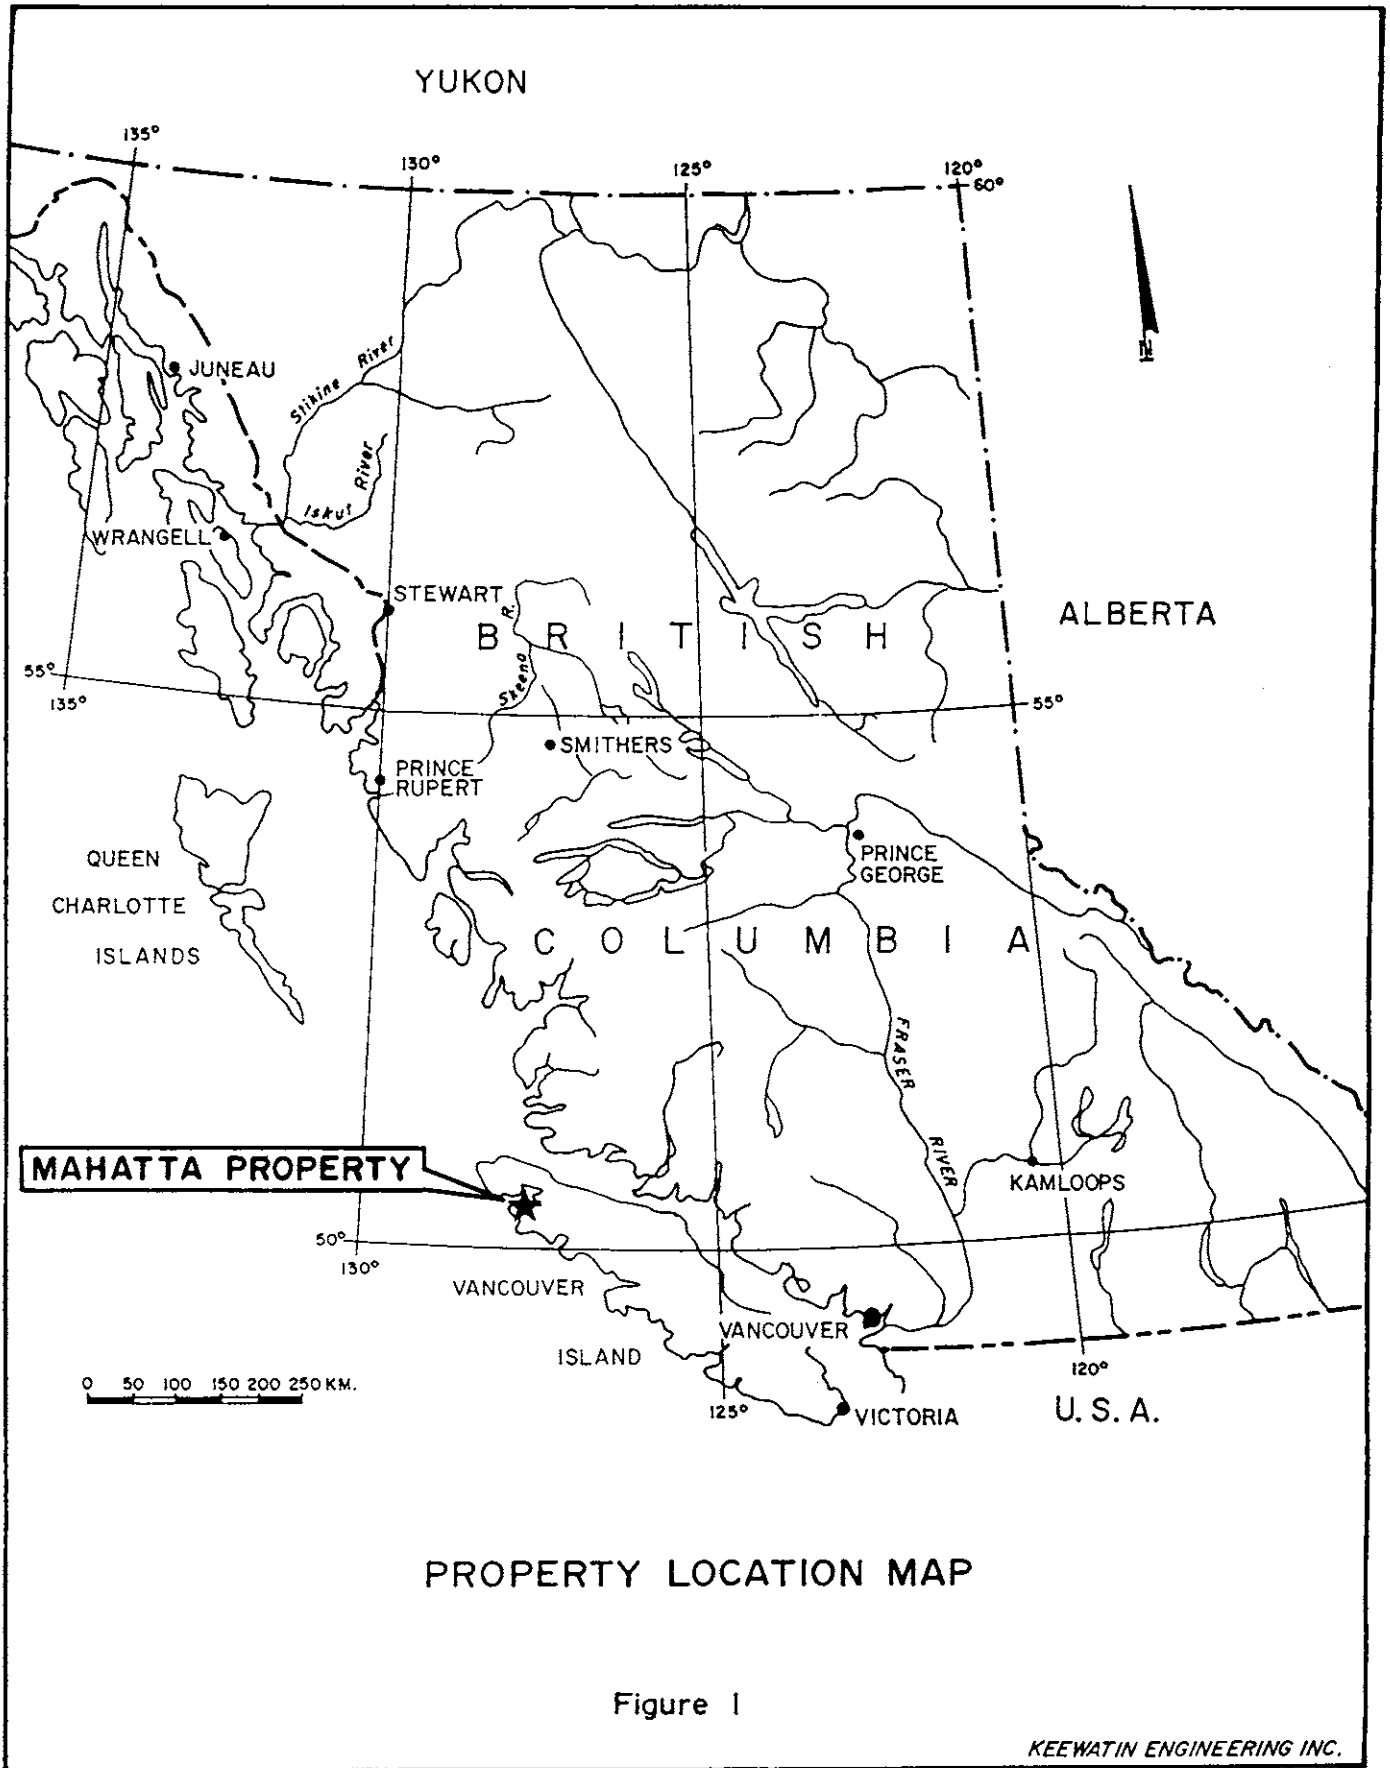 YUKON
135°
130°
125°
120°
60°
N
JUNEAU
Stikine River
Iskut River
WRANGELL
STEWART
Skeena R.
BRITISH
ALBERTA
55°
135°
55°
SMITHERS
PRINCE
RUPERT
QUEEN
CHARLOTTE
ISLANDS
PRINCE
GEORGE
COLUMBIA
FRASER RIVER
MAHATTA PROPERTY
KAMLOOPS
50°
130°
VANCOUVER
ISLAND
VANCOUVER
120°
0 50 100 150 200 250 KM.
125°
VICTORIA
U.S.A.
PROPERTY LOCATION MAP
Figure 1
KEEWATIN ENGINEERING INC.